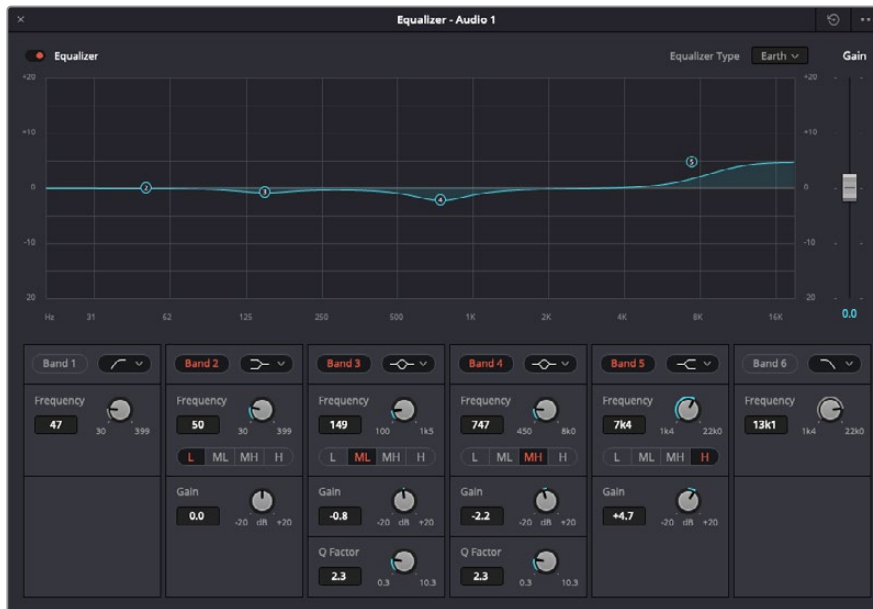 × Equalizer - Audio 1
Equalizer Equalizer Type Earth Gain
+20 +20
+10 +10
0 0
-10 -10
20 -20
2 3 4 5
Hz 31 62 125 250 500 1K 2K 4K 8K 16K 0.0
Band 1 Band 2 Band 3 Band 4 Band 5 Band 6
Frequency Frequency Frequency Frequency Frequency Frequency
47 50 149 747 7k4 13k1
30 399 30 399 100 1k5 450 8k0 1k4 22k0 1k4 22k0
L ML MH H L ML MH H L ML MH H L ML MH H
Gain Gain Gain Gain
0.0 -0.8 -2.2 +4.7
-20 dB +20 -20 dB +20 -20 dB +20 -20 dB +20
Q Factor Q Factor
2.3 2.3
0.3 10.3 0.3 10.3